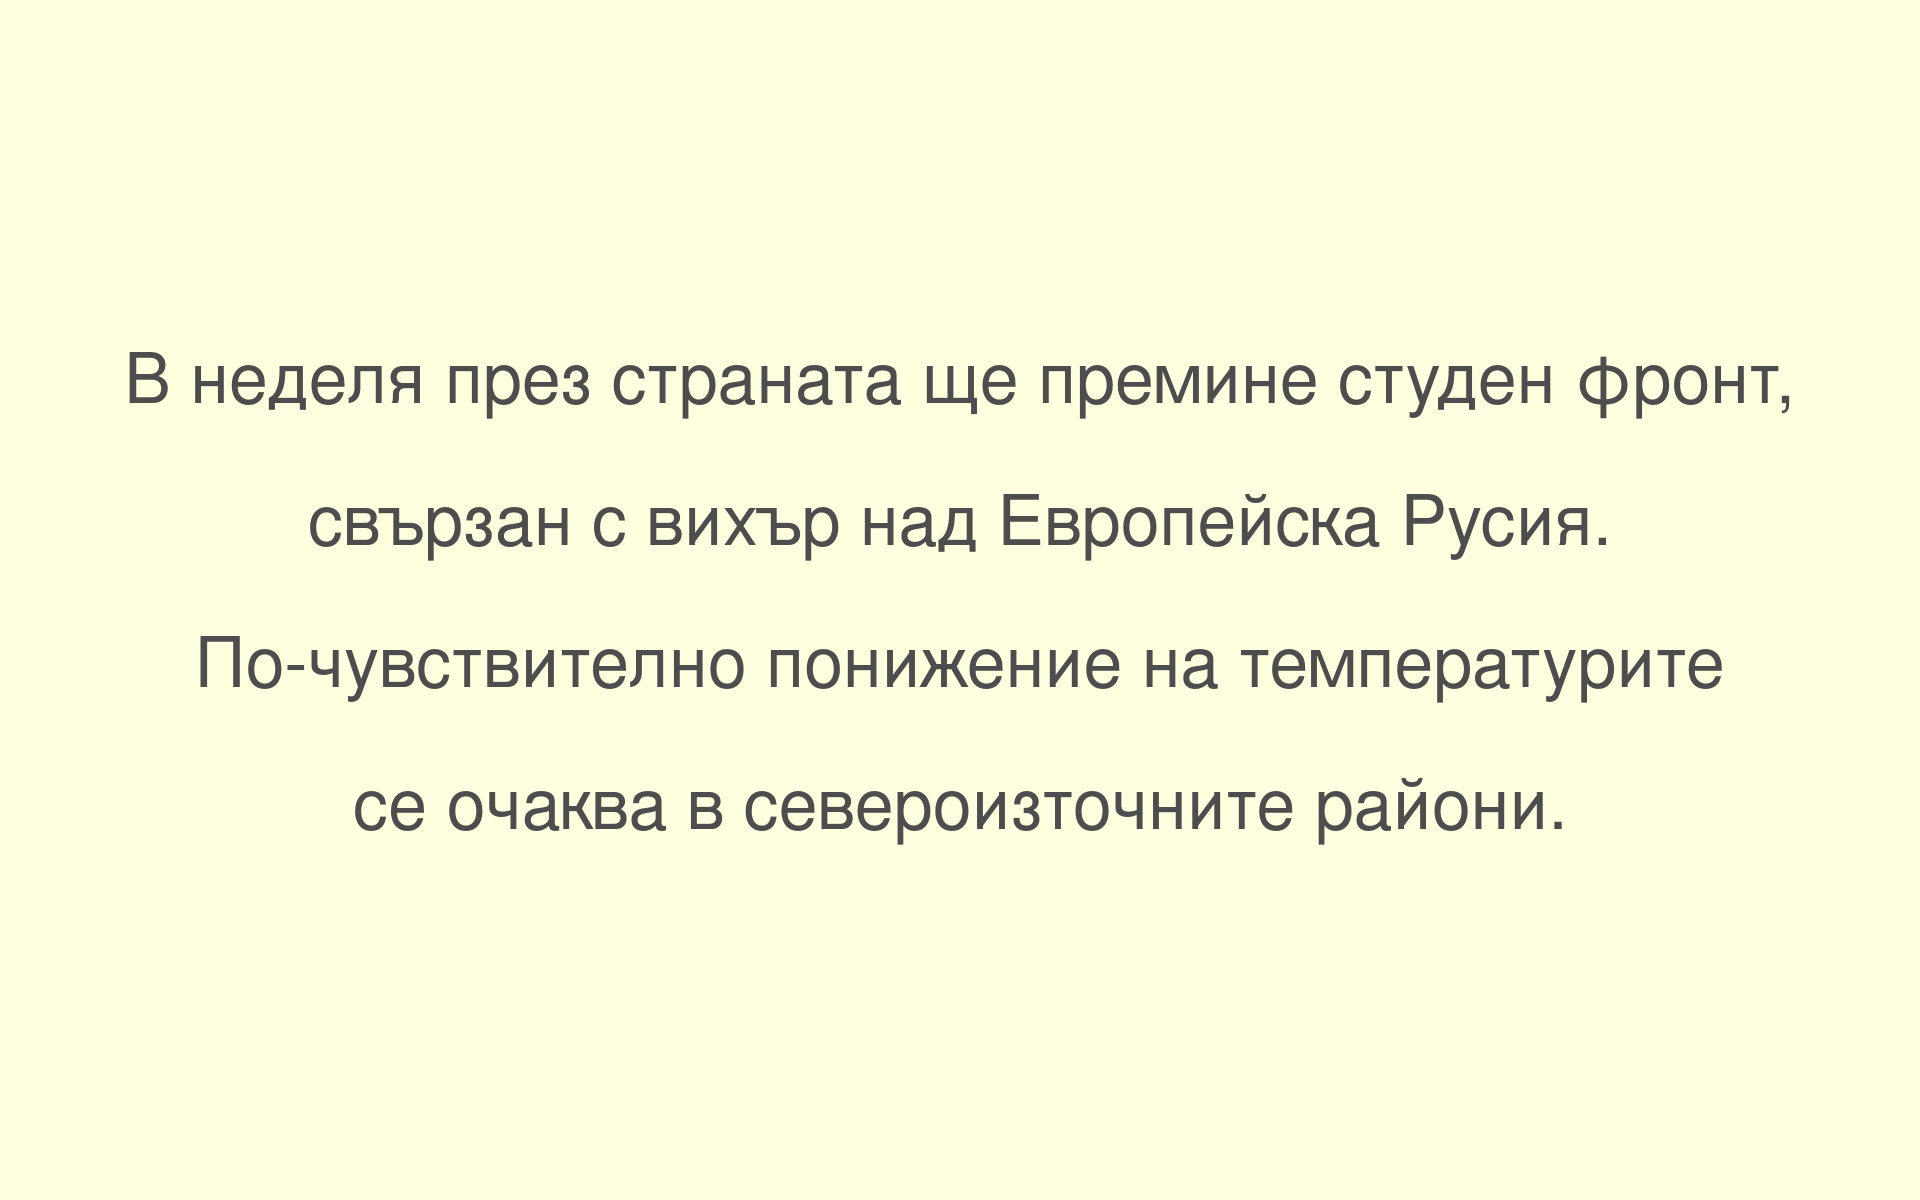 В неделя през страната ще премине студен фронт,
свързан с вихър над Европейска Русия.
По-чувствително понижение на температурите
се очаква в североизточните райони.